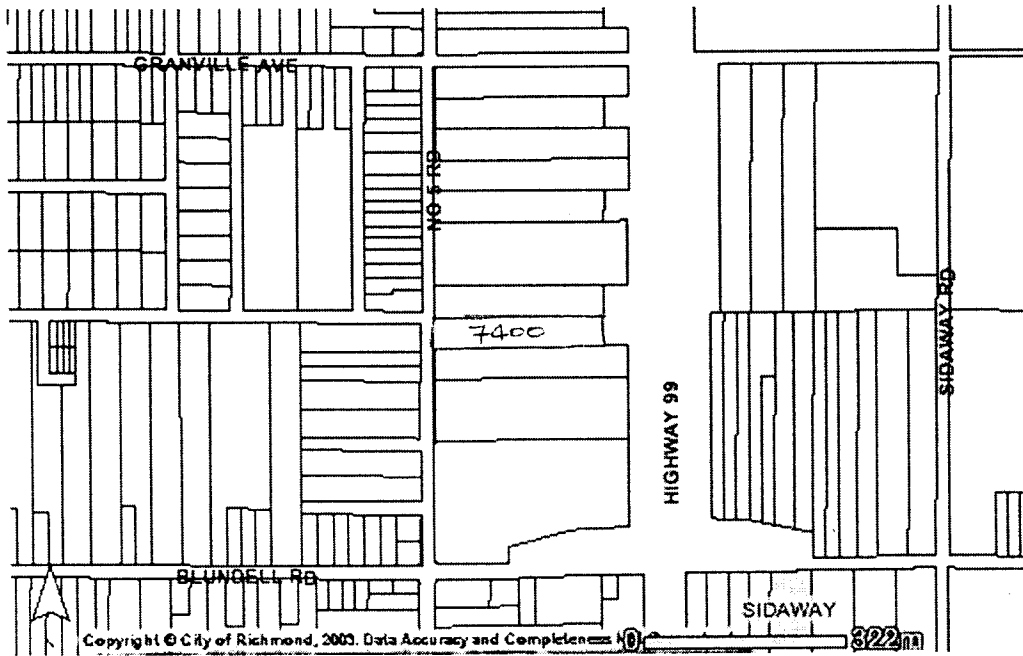 GRANVILLE AVE
NO 5 RD
7400
SIDAWAY RD
HIGHWAY 99
BLUNDELL RD
SIDAWAY
Copyright © City of Richmond, 2003. Data Accuracy and Completeness N
0 322m